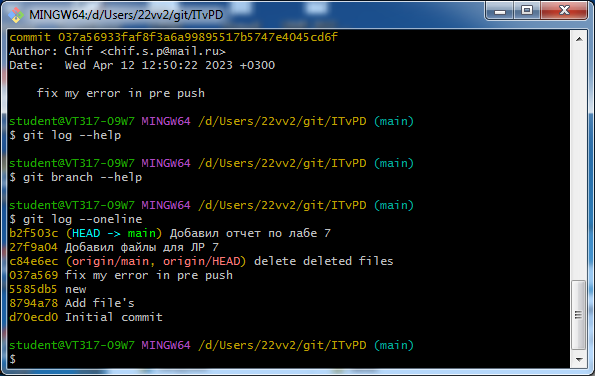 MINGW64:/d/Users/22vv2/git/ITvPD
commit 037a56933faf8f3a6a99895517b5747e4045cd6f
Author: Chif <chif.s.p@mail.ru>
Date:   Wed Apr 12 12:50:22 2023 +0300
fix my error in pre push
student@VT317-09W7 MINGW64 /d/Users/22vv2/git/ITvPD (main)
$ git log --help
student@VT317-09W7 MINGW64 /d/Users/22vv2/git/ITvPD (main)
$ git branch --help
student@VT317-09W7 MINGW64 /d/Users/22vv2/git/ITvPD (main)
$ git log --oneline
b2f503c (HEAD -> main) Добавил отчет по лабе 7
27f9a04 Добавил файлы для ЛР 7
c84e6ec (origin/main, origin/HEAD) delete deleted files
037a569 fix my error in pre push
5585db5 new
8794a78 Add file's
d70ecd0 Initial commit
student@VT317-09W7 MINGW64 /d/Users/22vv2/git/ITvPD (main)
$